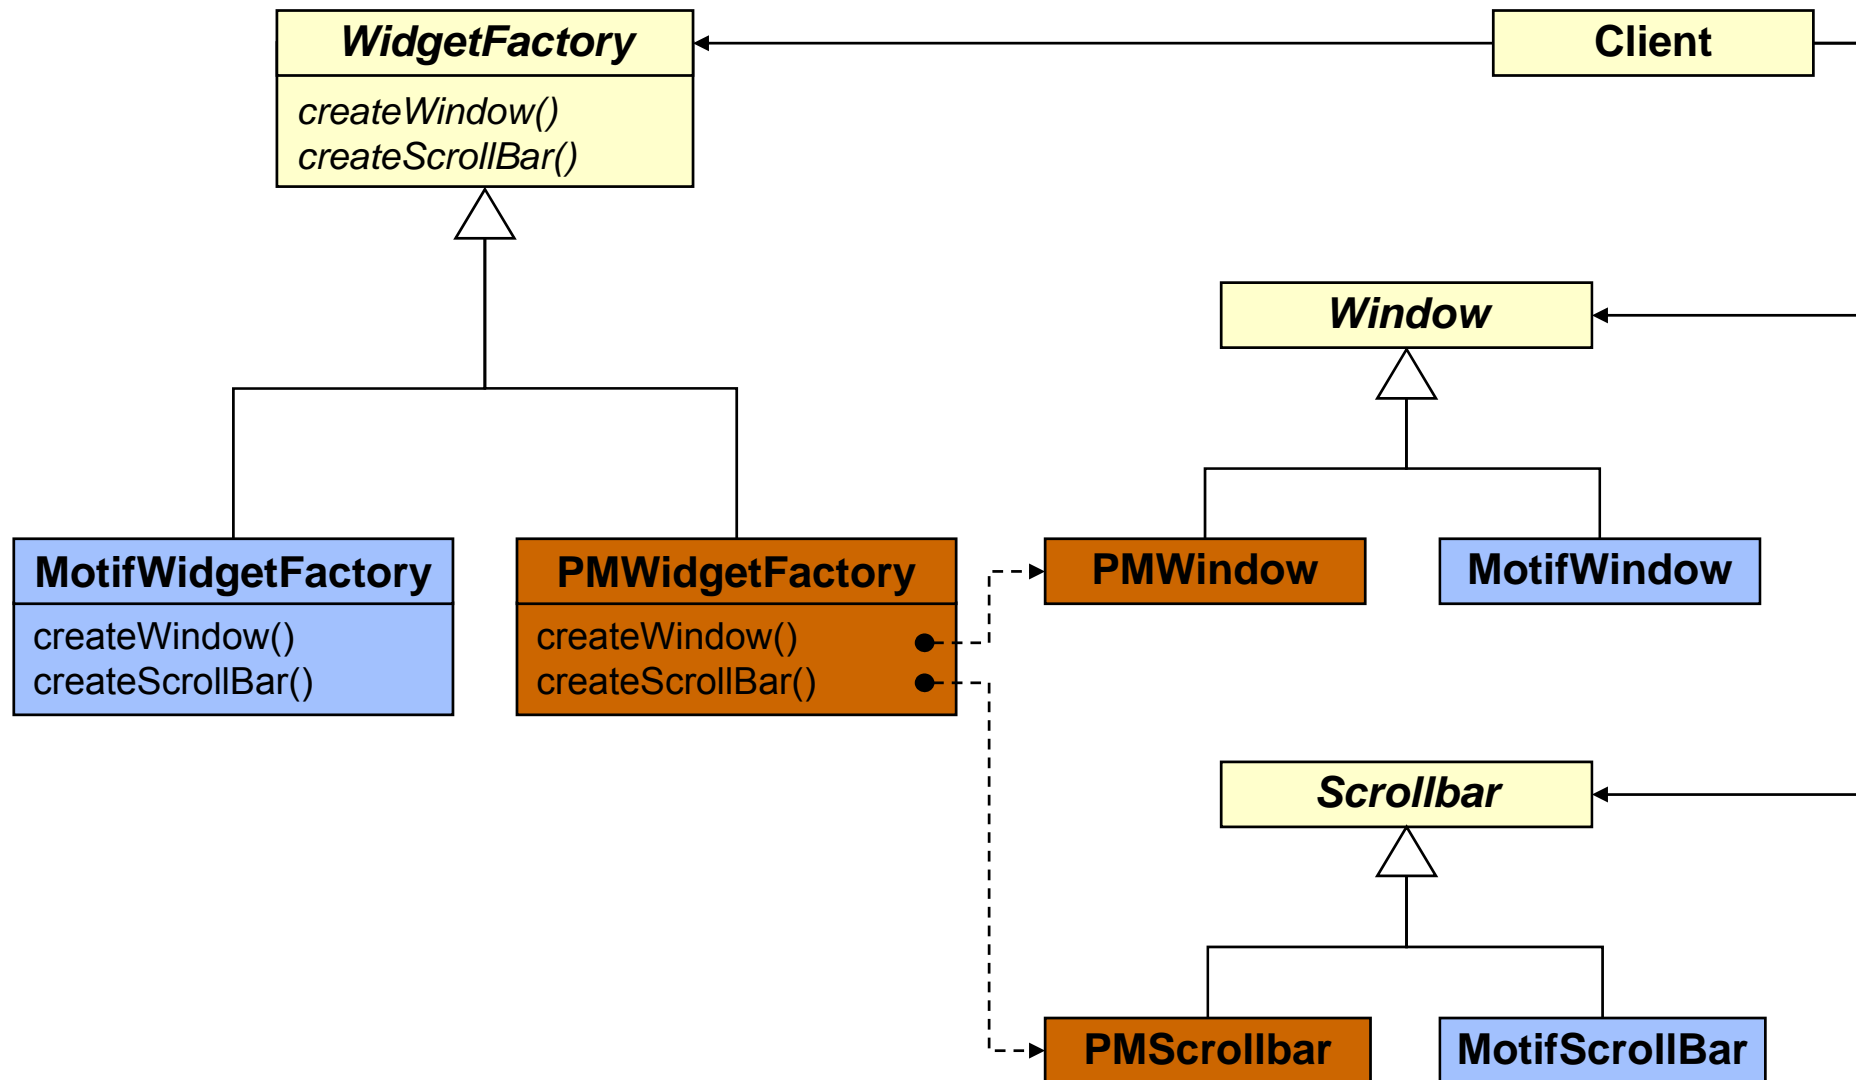 WidgetFactory
createWindow()
createScrollBar()
Client
Window
MotifWidgetFactory
createWindow()
createScrollBar()
PMWidgetFactory
createWindow()
createScrollBar()
PMWindow
MotifWindow
Scrollbar
PMScrollbar
MotifScrollBar